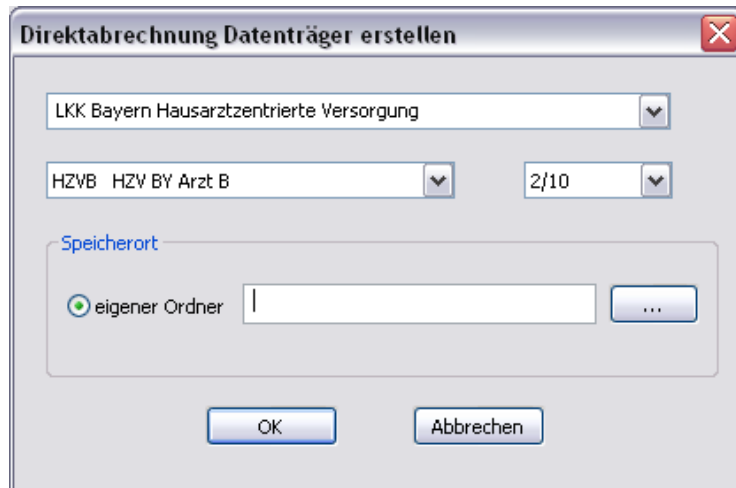 Direktabrechnung Datenträger erstellen
LKK Bayern Hausarztzentrierte Versorgung
HZVB HZV BY Arzt B 2/10
Speicherort
eigener Ordner ...
OK Abbrechen